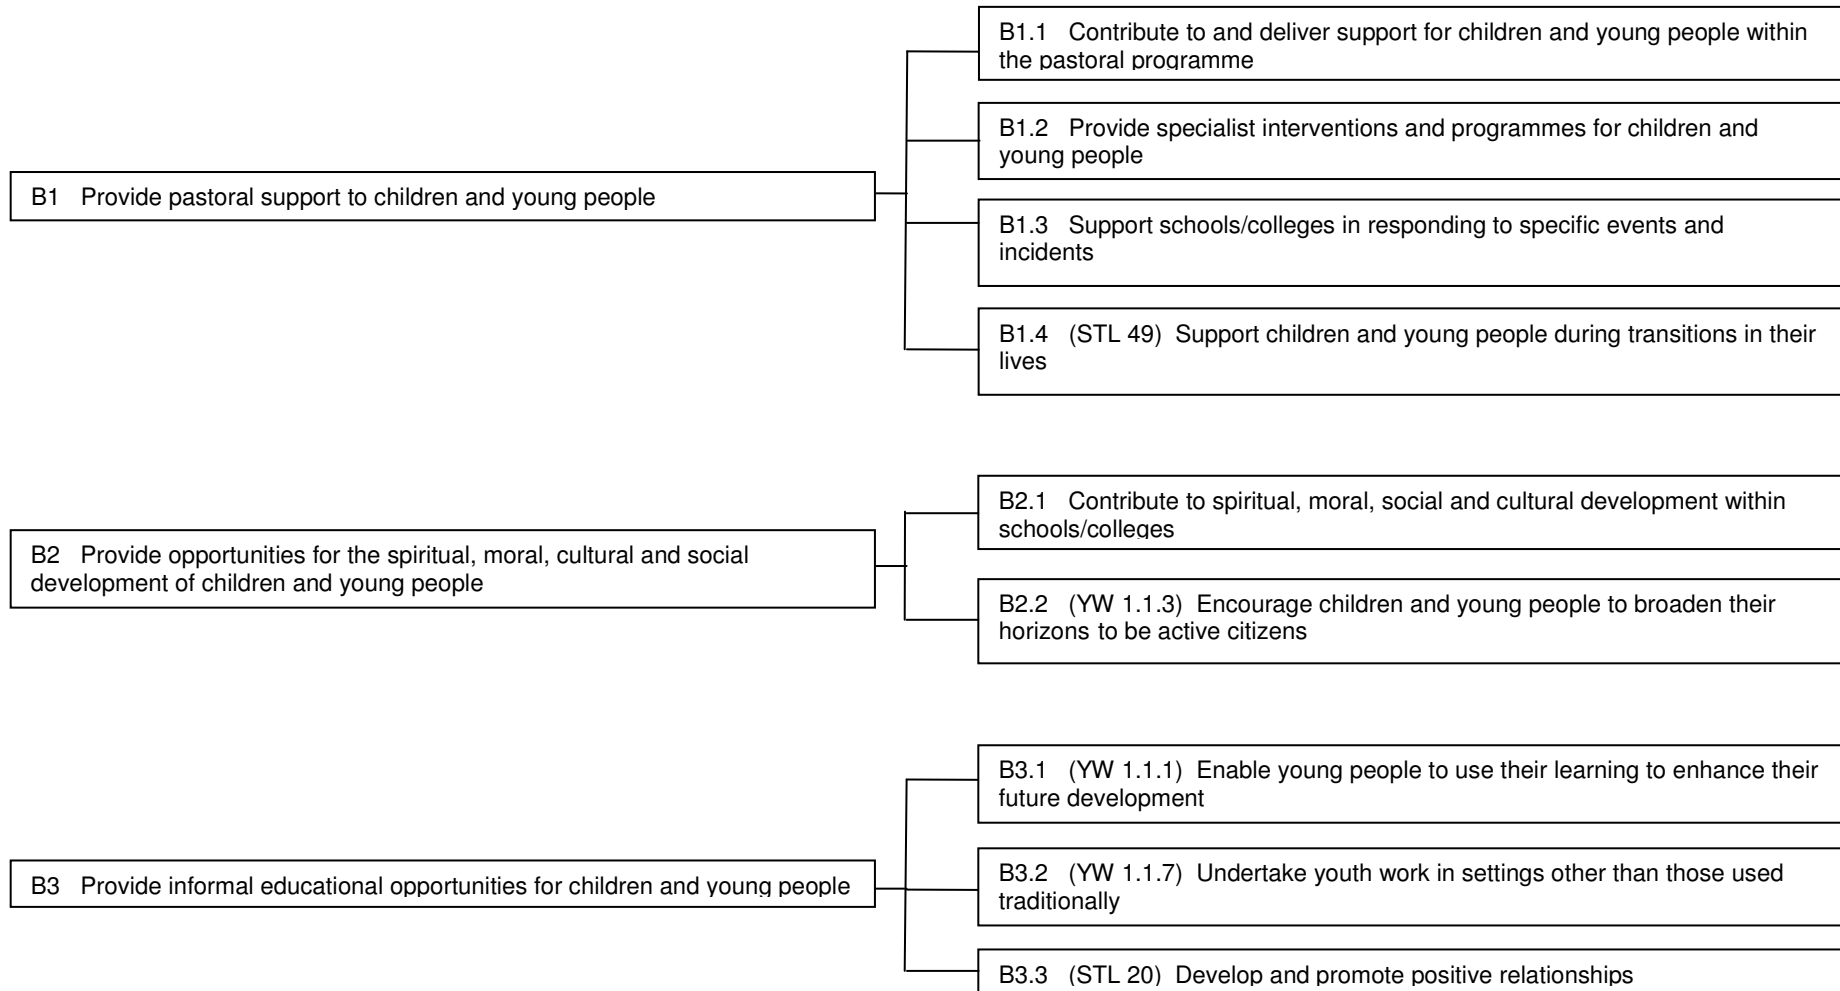 B1 Provide pastoral support to children and young people
B1.1 Contribute to and deliver support for children and young people within
the pastoral programme
B1.2 Provide specialist interventions and programmes for children and
young people
B1.3 Support schools/colleges in responding to specific events and
incidents
B1.4 (STL 49) Support children and young people during transitions in their
lives
B2 Provide opportunities for the spiritual, moral, cultural and social
development of children and young people
B2.1 Contribute to spiritual, moral, social and cultural development within
schools/colleges
B2.2 (YW 1.1.3) Encourage children and young people to broaden their
horizons to be active citizens
B3 Provide informal educational opportunities for children and young people
B3.1 (YW 1.1.1) Enable young people to use their learning to enhance their
future development
B3.2 (YW 1.1.7) Undertake youth work in settings other than those used
traditionally
B3.3 (STL 20) Develop and promote positive relationships